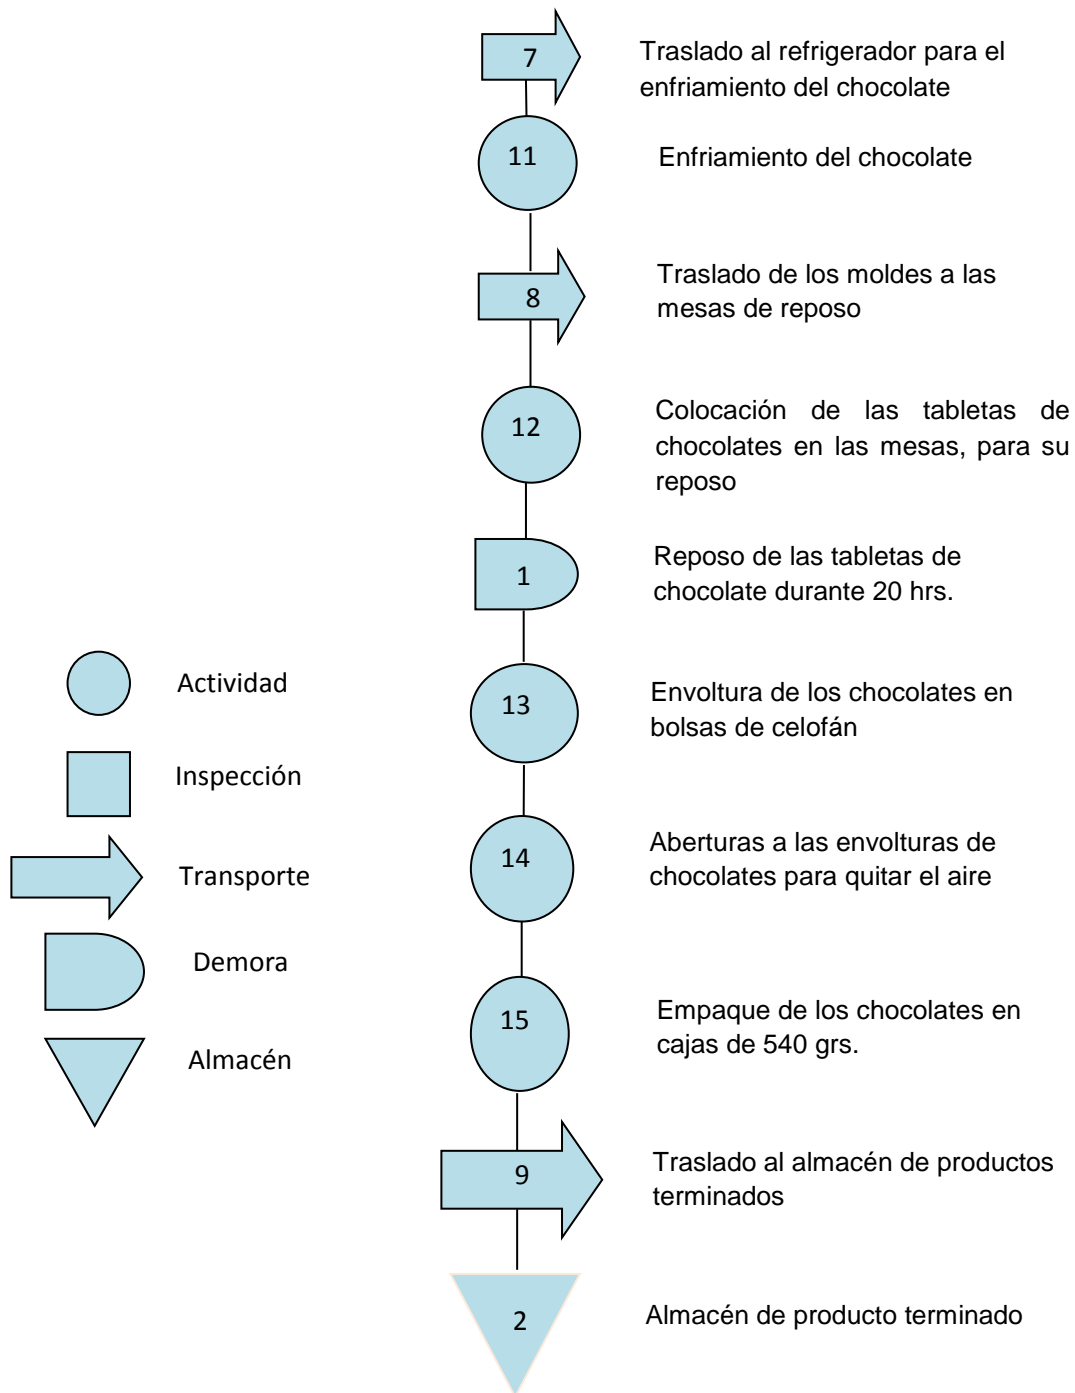 7
Traslado al refrigerador para el
enfriamiento del chocolate
11
Enfriamiento del chocolate
8
Traslado de los moldes a las
mesas de reposo
12
Colocación de las tabletas de
chocolates en las mesas, para su
reposo
1
Reposo de las tabletas de
chocolate durante 20 hrs.
13
Envoltura de los chocolates en
bolsas de celofán
14
Aberturas a las envolturas de
chocolates para quitar el aire
15
Empaque de los chocolates en
cajas de 540 grs.
9
Traslado al almacén de productos
terminados
2
Almacén de producto terminado
Actividad
Inspección
Transporte
Demora
Almacén